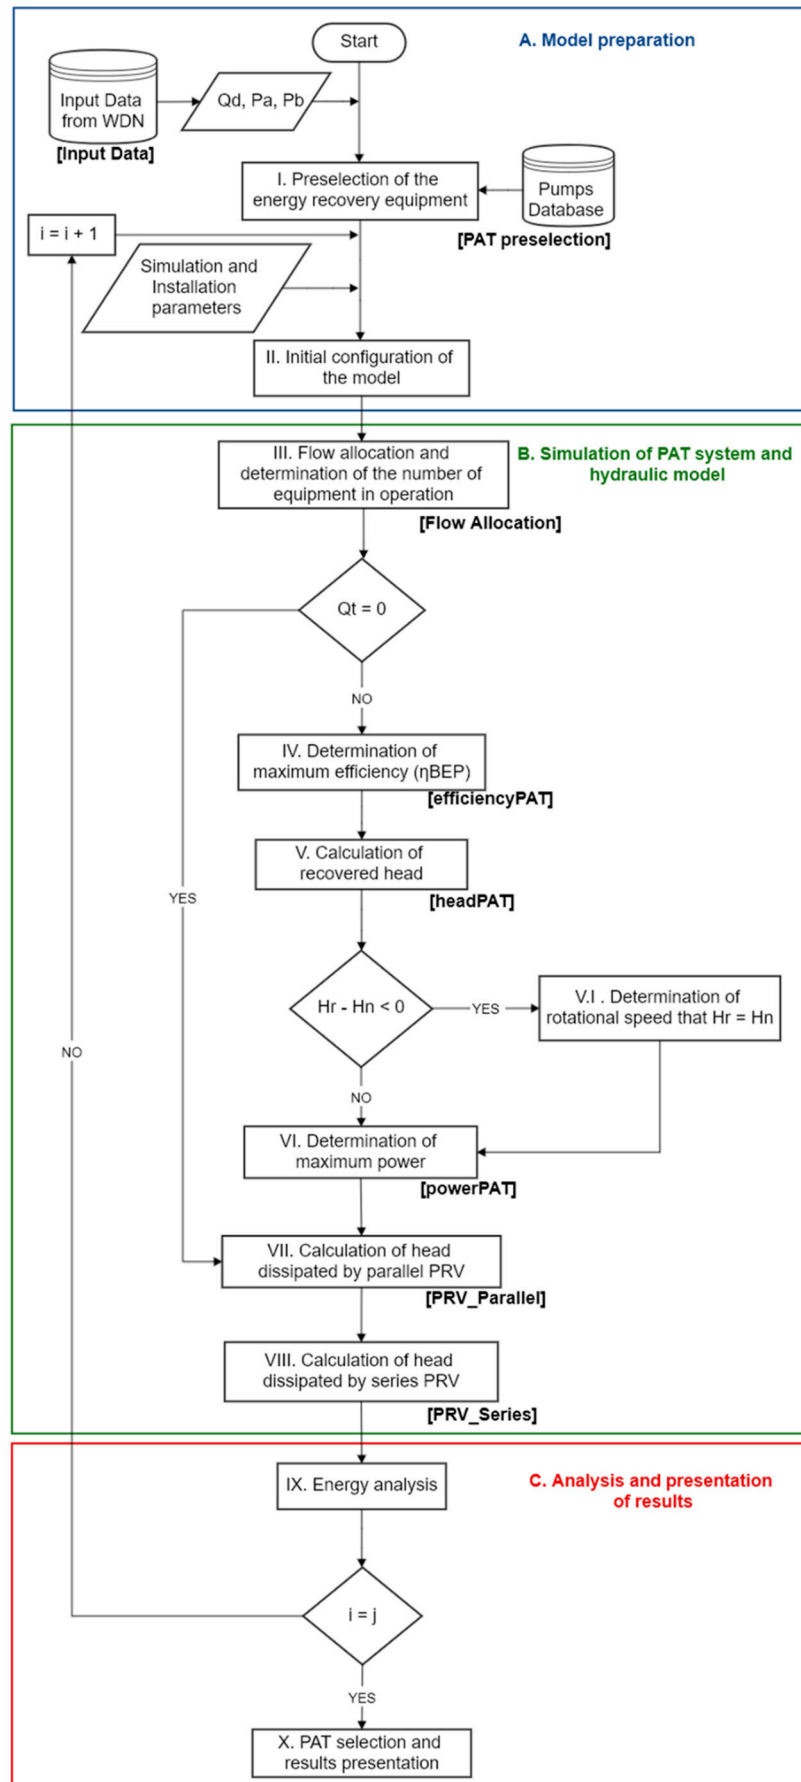 Start
A. Model preparation
Input Data
from WDN
[Input Data]
Qd, Pa, Pb
I. Preselection of the
energy recovery equipment
Pumps
Database
[PAT preselection]
i = i + 1
Simulation and
Installation
parameters
II. Initial configuration of
the model
III. Flow allocation and
determination of the number of
equipment in operation
[Flow Allocation]
B. Simulation of PAT system and
hydraulic model
Qt = 0
NO
IV. Determination of
maximum efficiency (ηBEP)
[efficiencyPAT]
V. Calculation of
recovered head
[headPAT]
YES
Hr - Hn < 0
YES
V.I . Determination of
rotational speed that Hr = Hn
NO
NO
VI. Determination of
maximum power
[powerPAT]
VII. Calculation of head
dissipated by parallel PRV
[PRV_Parallel]
VIII. Calculation of head
dissipated by series PRV
[PRV_Series]
IX. Energy analysis
C. Analysis and presentation
of results
i = j
YES
X. PAT selection and
results presentation